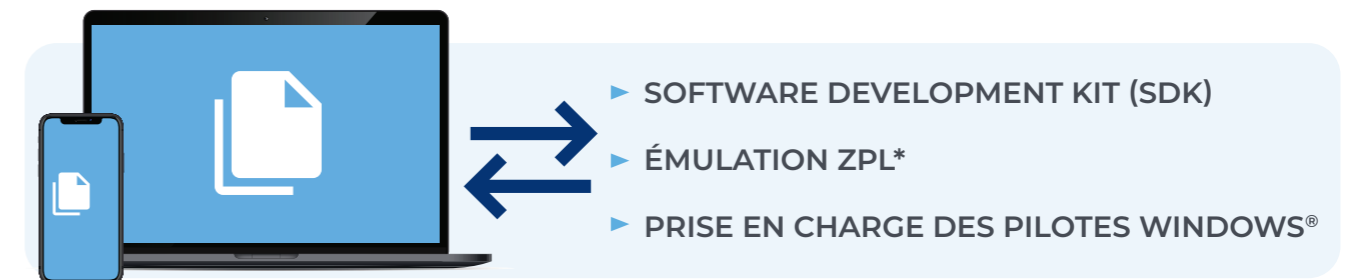 SOFTWARE DEVELOPMENT KIT (SDK)
ÉMULATION ZPL*
PRISE EN CHARGE DES PILOTES WINDOWS®